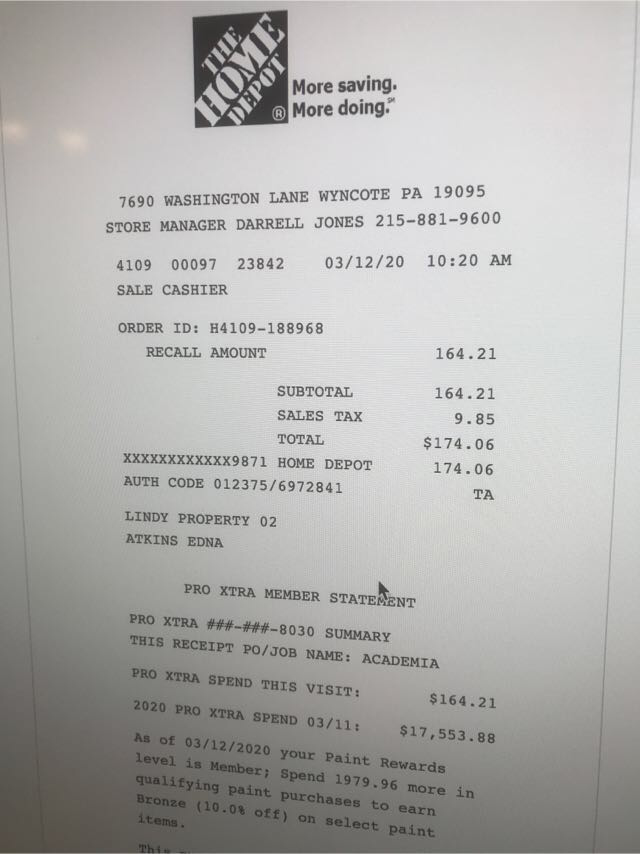 THE
HOME
DEPOT
®
More saving.
More doing.℠
7690 WASHINGTON LANE WYNCOTE PA 19095
STORE MANAGER DARRELL JONES 215-881-9600
4109 00097 23842 03/12/20 10:20 AM
SALE CASHIER
ORDER ID: H4109-188968
RECALL AMOUNT 164.21
SUBTOTAL 164.21
SALES TAX 9.85
TOTAL $174.06
XXXXXXXXXXXX9871 HOME DEPOT 174.06
AUTH CODE 012375/6972841 TA
LINDY PROPERTY 02
ATKINS EDNA
PRO XTRA MEMBER STATEMENT
PRO XTRA ###-###-8030 SUMMARY
THIS RECEIPT PO/JOB NAME: ACADEMIA
PRO XTRA SPEND THIS VISIT: $164.21
2020 PRO XTRA SPEND 03/11: $17,553.88
As of 03/12/2020 your Paint Rewards
level is Member; Spend 1979.96 more in
qualifying paint purchases to earn
Bronze (10.0% off) on select paint
items.
This